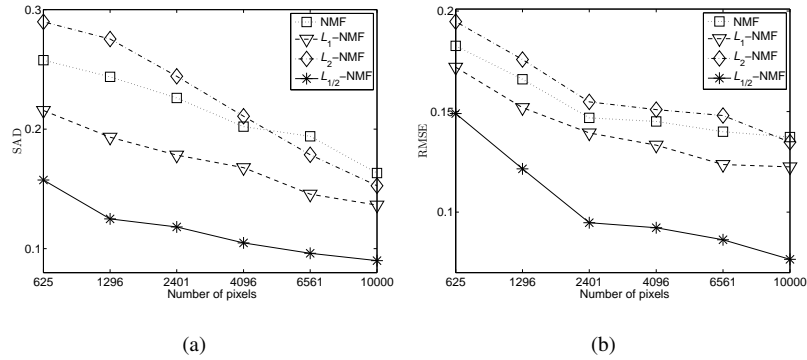 0.3
0.2
0.1
SAD
625 1296 2401 4096 6561 10000
Number of pixels
NMF
L1−NMF
L2−NMF
L1/2−NMF
(a)
0.2
0.15
0.1
RMSE
625 1296 2401 4096 6561 10000
Number of pixels
NMF
L1−NMF
L2−NMF
L1/2−NMF
(b)